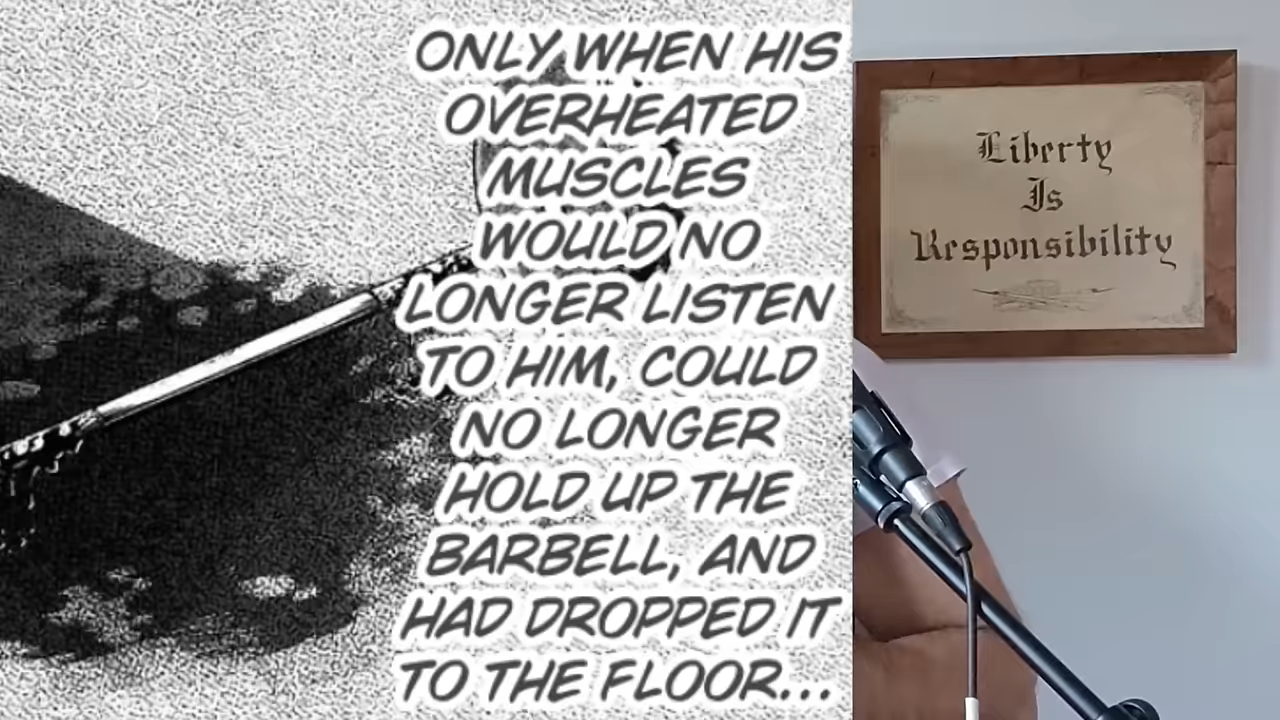 ONLY WHEN HIS
OVERHEATED
MUSCLES
WOULD NO
LONGER LISTEN
TO HIM, COULD
NO LONGER
HOLD UP THE
BARBELL, AND
HAD DROPPED IT
TO THE FLOOR...
Liberty
Is
Responsibility